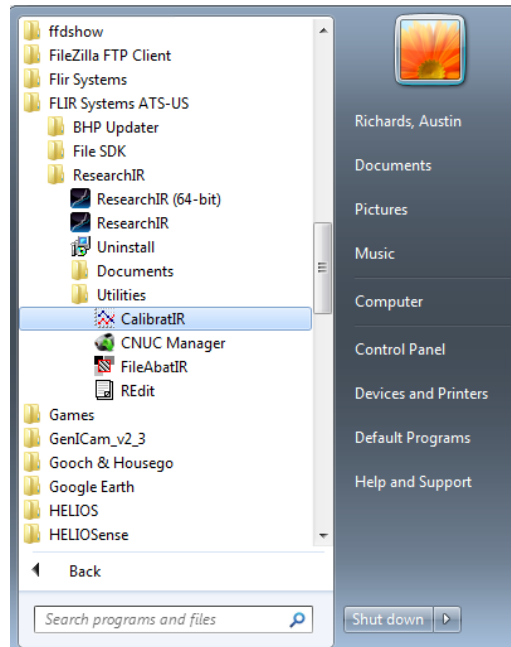 ffdshow
FileZilla FTP Client
Flir Systems
FLIR Systems ATS-US
BHP Updater
File SDK
ResearchIR
ResearchIR (64-bit)
ResearchIR
Uninstall
Documents
Utilities
CalibratIR
CNUC Manager
FileAbatIR
REdit
Games
GenICam_v2_3
Gooch & Housego
Google Earth
HELIOS
HELIOSense
Back
Search programs and files
Richards, Austin
Documents
Pictures
Music
Computer
Control Panel
Devices and Printers
Default Programs
Help and Support
Shut down